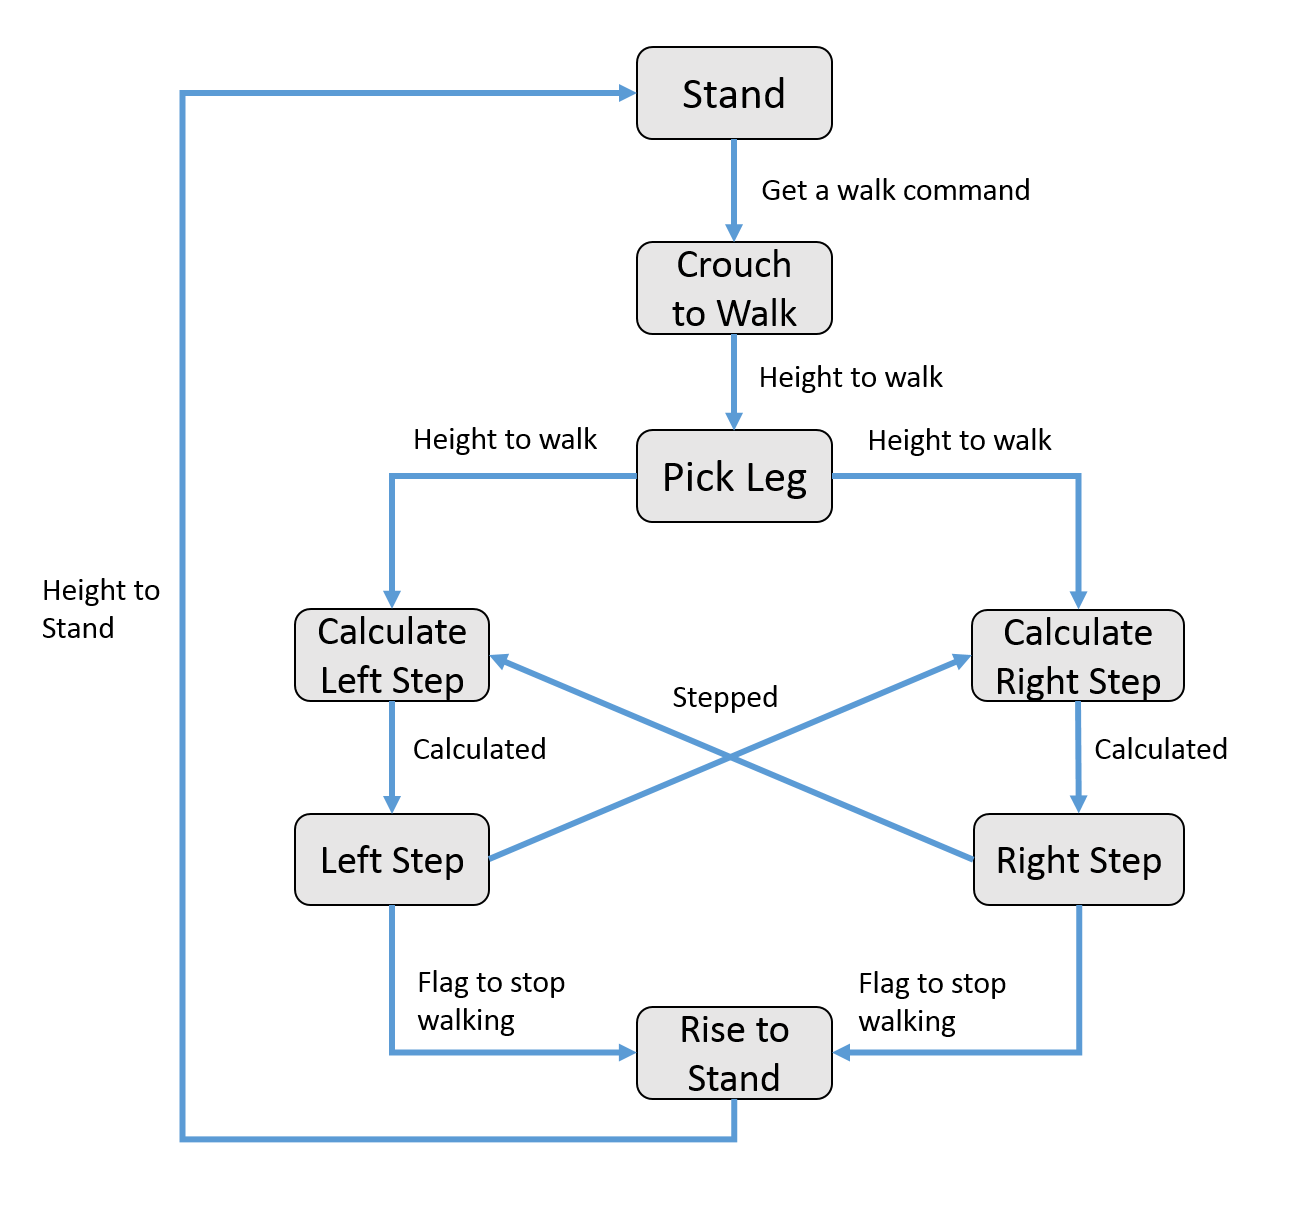 Stand
Get a walk command
Crouch
to Walk
Height to walk
Height to walk
Height to walk
Pick Leg
Height to
Stand
Calculate
Left Step
Calculate
Right Step
Stepped
Calculated
Calculated
Left Step
Right Step
Flag to stop
walking
Flag to stop
walking
Rise to
Stand